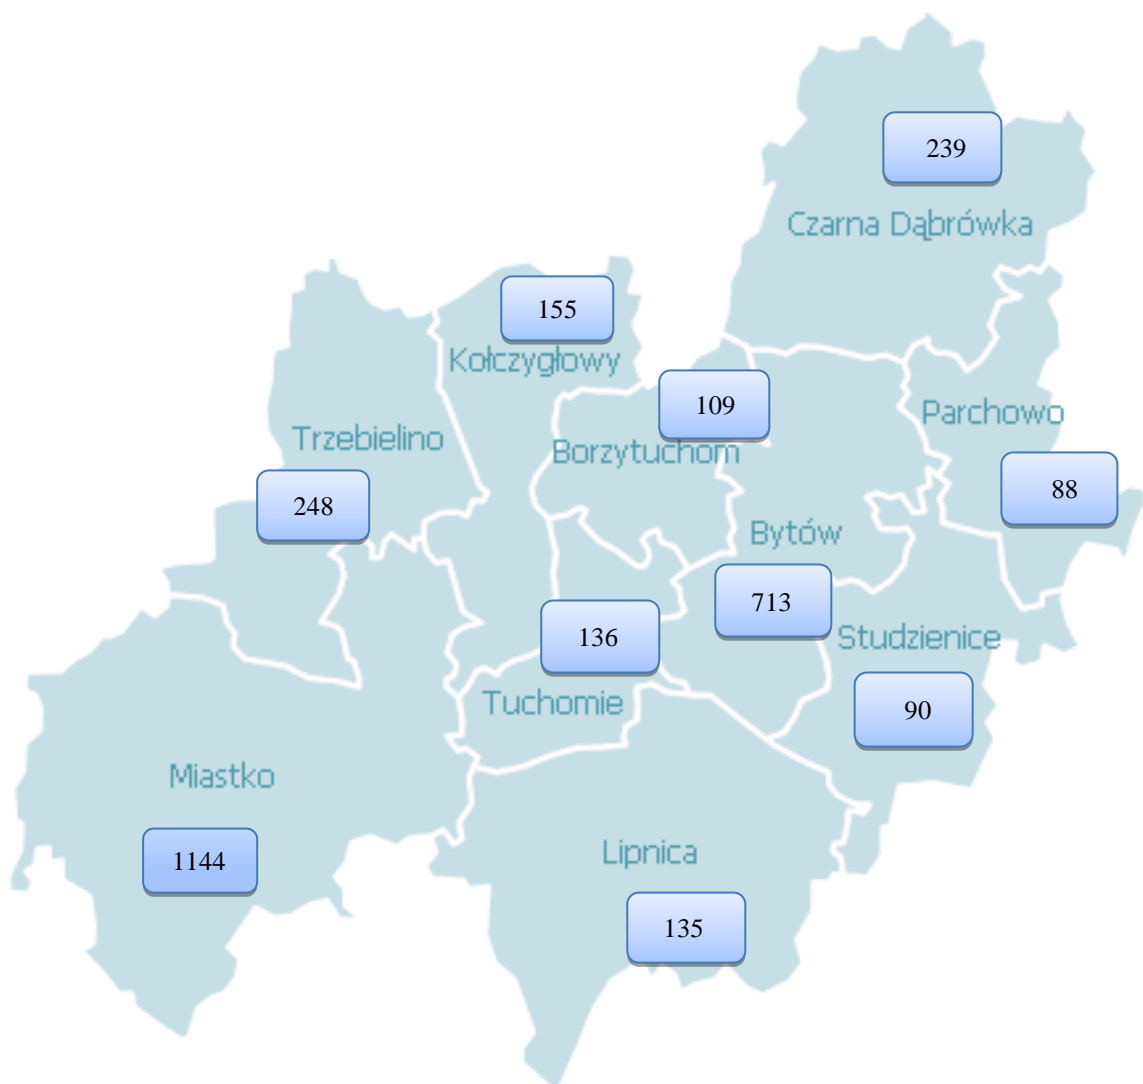 239
Czarna Dąbrówka
155
Kołczygłowy
109
Parchowo
Trzebielino
Borzytuchom
88
248
Bytów
713
136
Studzienice
Tuchomie
90
Miastko
1144
Lipnica
135